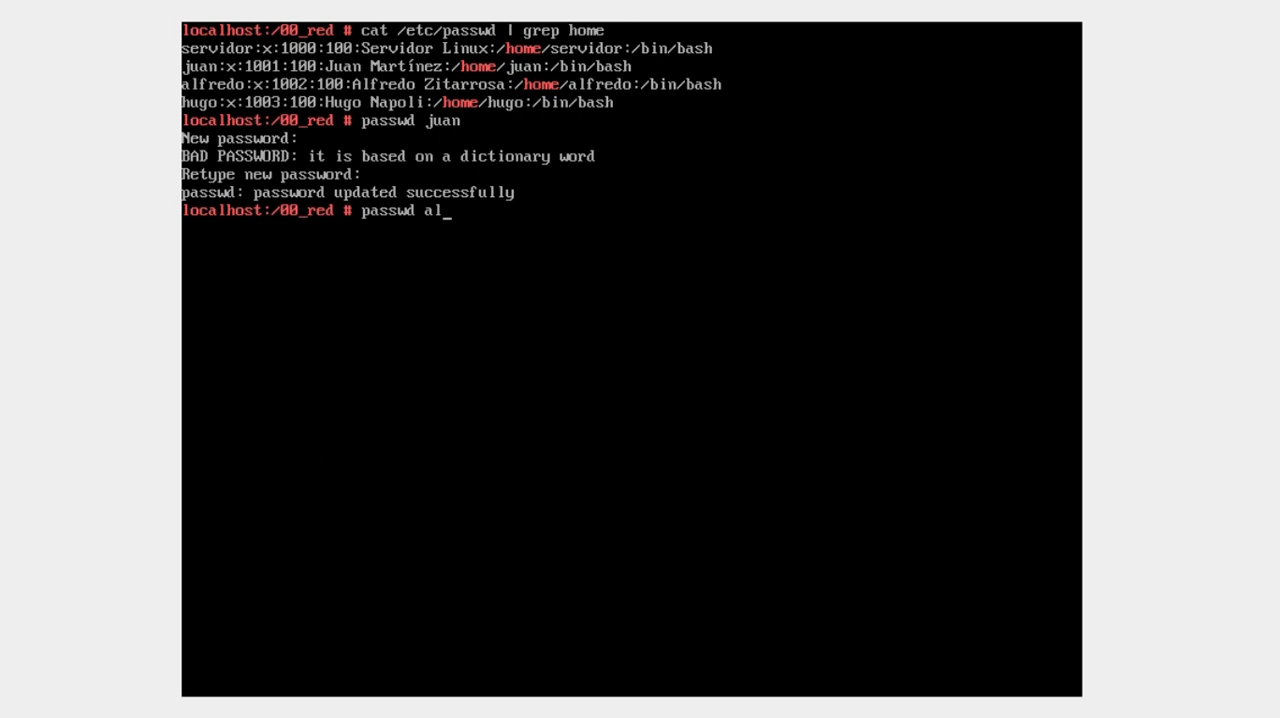 localhost:/00_red # cat /etc/passwd | grep home
servidor:x:1000:100:Servidor Linux:/home/servidor:/bin/bash
juan:x:1001:100:Juan Martínez:/home/juan:/bin/bash
alfredo:x:1002:100:Alfredo Zitarrosa:/home/alfredo:/bin/bash
hugo:x:1003:100:Hugo Napoli:/home/hugo:/bin/bash
localhost:/00_red # passwd juan
New password:
BAD PASSWORD: it is based on a dictionary word
Retype new password:
passwd: password updated successfully
localhost:/00_red # passwd al_